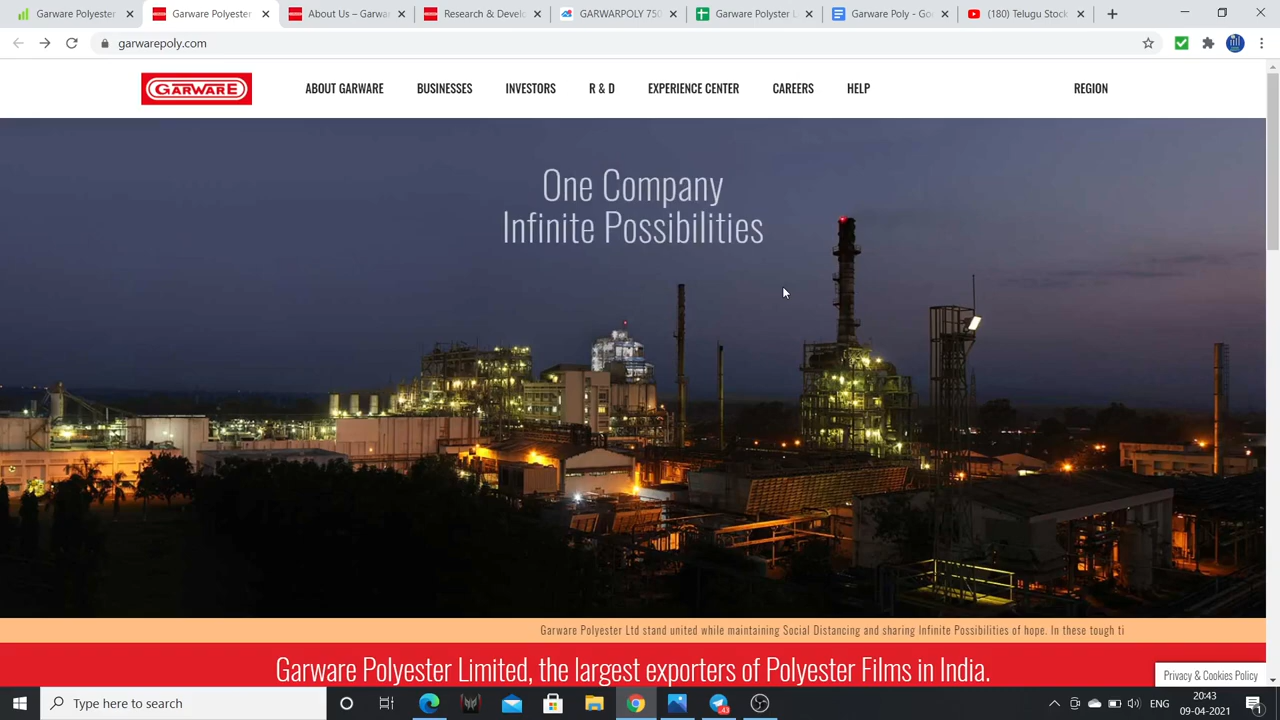 Garware Polyester
Garware Polyester
About Us – Garwa
Research & Develo
GARWARPOLY 750
Garware Polyster L
Garware Poly - Go
(180) Telugu Stock
garwarepoly.com
GARWARE
ABOUT GARWARE
BUSINESSES
INVESTORS
R & D
EXPERIENCE CENTER
CAREERS
HELP
REGION
One Company
Infinite Possibilities
Garware Polyester Ltd stand united while maintaining Social Distancing and sharing Infinite Possibilities of hope. In these tough ti
Garware Polyester Limited, the largest exporters of Polyester Films in India.
Privacy & Cookies Policy
Type here to search
ENG
20:43
09-04-2021